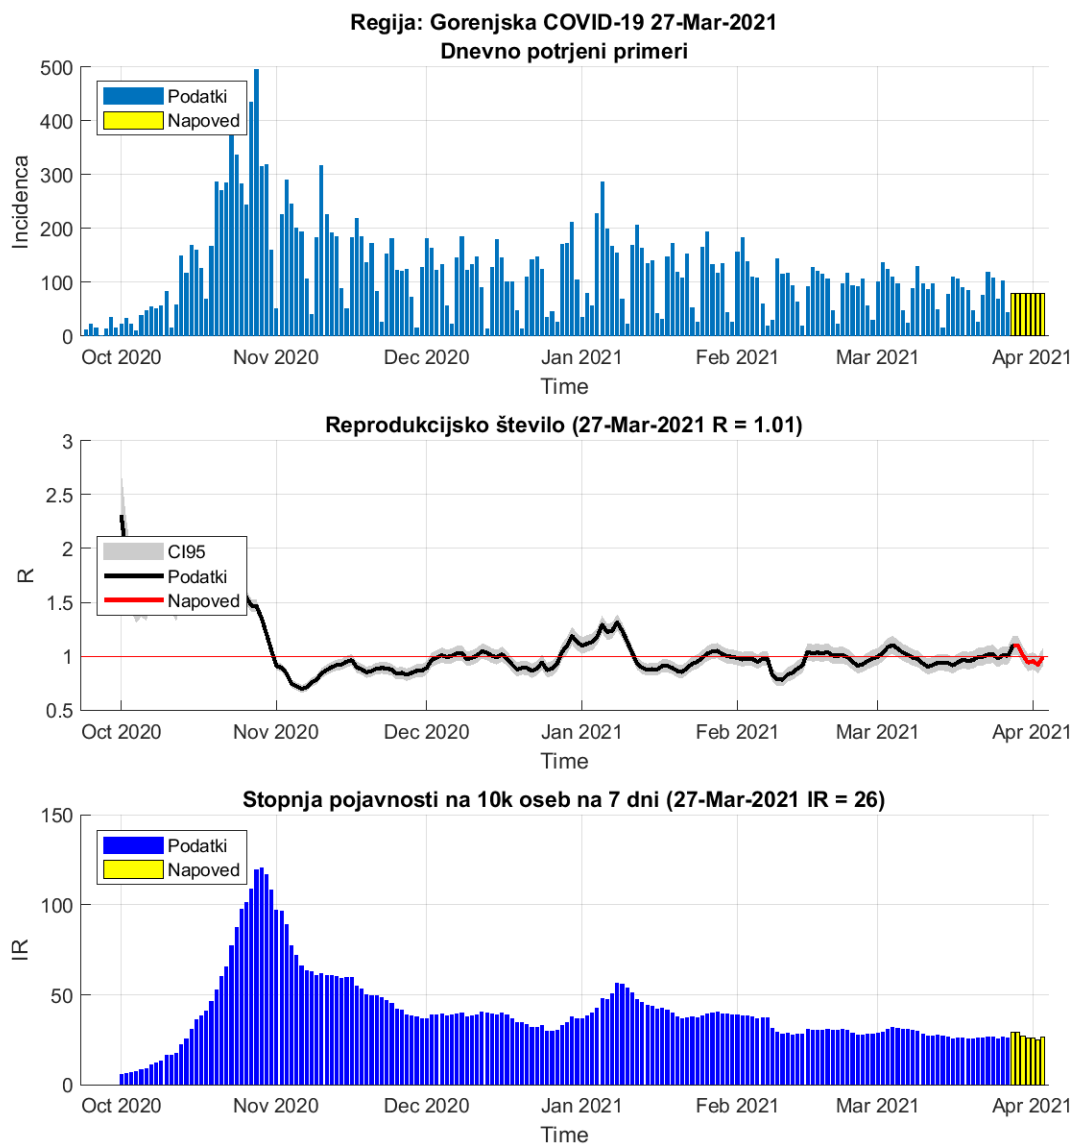 Regija: Gorenjska COVID-19 27-Mar-2021
Dnevno potrjeni primeri
500
400
300
200
100
0
Incidenca
Podatki
Napoved
Oct 2020
Nov 2020
Dec 2020
Jan 2021
Feb 2021
Mar 2021
Apr 2021
Time
Reprodukcijsko število (27-Mar-2021 R = 1.01)
3
2.5
2
1.5
1
0.5
R
CI95
Podatki
Napoved
Oct 2020
Nov 2020
Dec 2020
Jan 2021
Feb 2021
Mar 2021
Apr 2021
Time
Stopnja pojavnosti na 10k oseb na 7 dni (27-Mar-2021 IR = 26)
150
100
50
0
IR
Podatki
Napoved
Oct 2020
Nov 2020
Dec 2020
Jan 2021
Feb 2021
Mar 2021
Apr 2021
Time